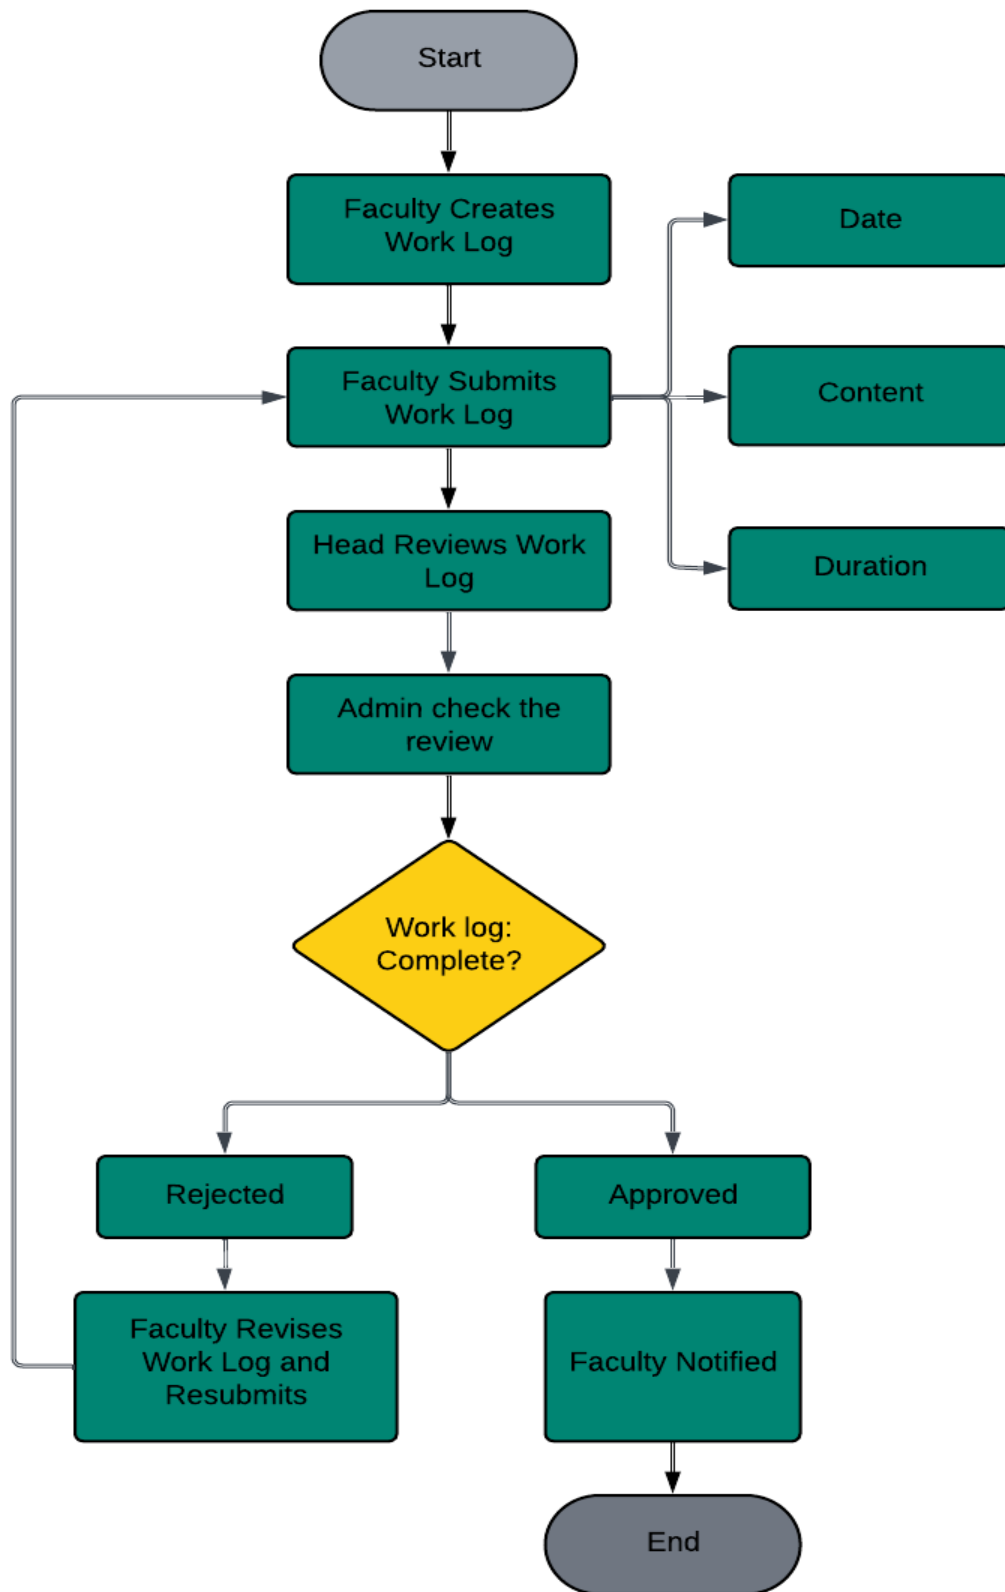 Start
Faculty Creates
Work Log
Date
Faculty Submits
Work Log
Content
Head Reviews Work
Log
Duration
Admin check the
review
Work log:
Complete?
Rejected
Approved
Faculty Revises
Work Log and
Resubmits
Faculty Notified
End